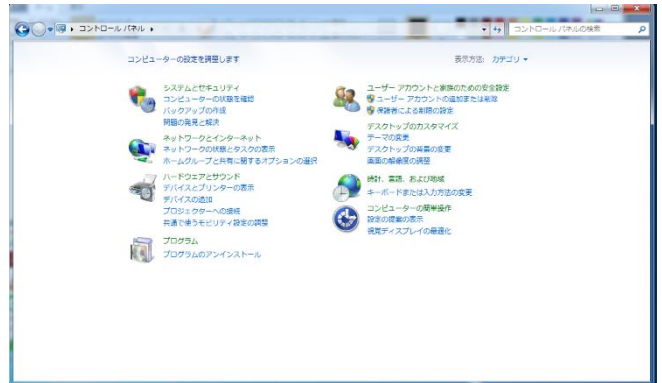 コントロール パネル
コントロール パネルの検索
コンピューターの設定を調整します
表示方法: カテゴリ
システムとセキュリティ
コンピューターの状態を確認
バックアップの作成
問題の発見と解決
ネットワークとインターネット
ネットワークの状態とタスクの表示
ホームグループと共有に関するオプションの選択
ハードウェアとサウンド
デバイスとプリンターの表示
デバイスの追加
プロジェクターへの接続
共通で使うモビリティ設定の調整
プログラム
プログラムのアンインストール
ユーザー アカウントと家族のための安全設定
ユーザー アカウントの追加または削除
保護者による制限の設定
デスクトップのカスタマイズ
テーマの変更
デスクトップの背景の変更
画面の解像度の調整
時計、言語、および地域
キーボードまたは入力方法の変更
コンピューターの簡単操作
設定の提案の表示
視覚ディスプレイの最適化